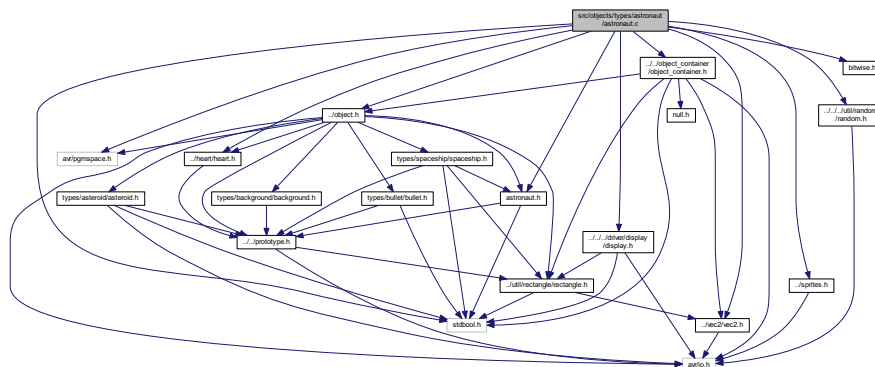 src/objects/types/astronaut
/astronaut.c
../../object_container
/object_container.h
bitwise.h
../object.h
null.h
../../../util/random
/random.h
avr/pgmspace.h
../heart/heart.h
types/spaceship/spaceship.h
types/asteroid/asteroid.h
types/background/background.h
types/bullet/bullet.h
astronaut.h
../../prototype.h
../../../driver/display
/display.h
../util/rectangle/rectangle.h
../sprites.h
stdbool.h
../vec2/vec2.h
avr/io.h